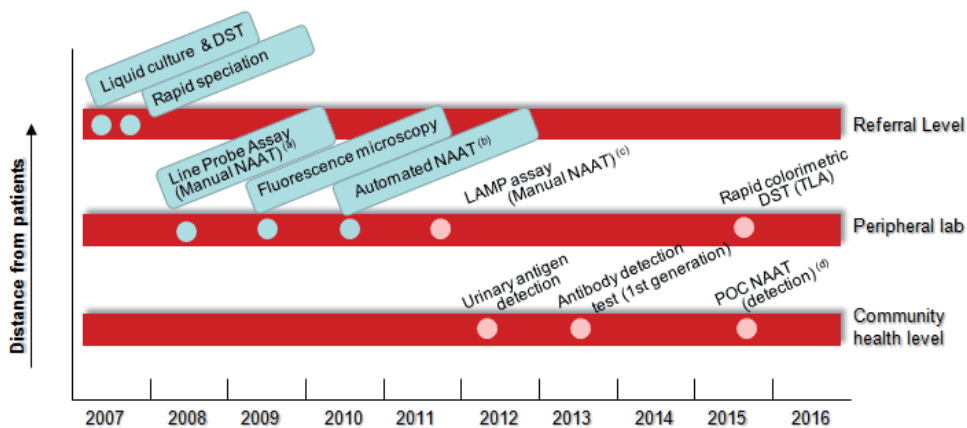 Liquid culture & DST
Rapid speciation
Referral Level
Line Probe Assay
(Manual NAAT) (a)
Fluorescence microscopy
Automated NAAT (b)
LAMP assay
(Manual NAAT) (c)
Rapid colorimetric
DST (TLA)
Peripheral lab
Urinary antigen
detection
Antibody detection
test (1st generation)
POC NAAT
(detection) (d)
Community
health level
Distance from patients
2007 2008 2009 2010 2011 2012 2013 2014 2015 2016